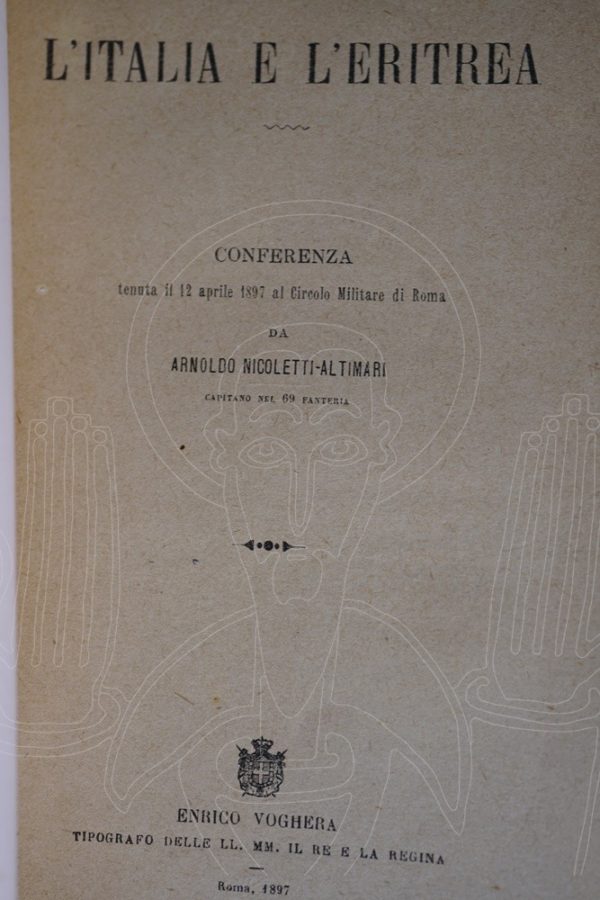 L'ITALIA E L'ERITREA
CONFERENZA
tenuta il 12 aprile 1897 al Circolo Militare di Roma
DA
ARNOLDO NICOLETTI-ALTIMARI
CAPITANO NEL 69 FANTERIA
ENRICO VOGHERA
TIPOGRAFO DELLE LL. MM. IL RE E LA REGINA
Roma, 1897